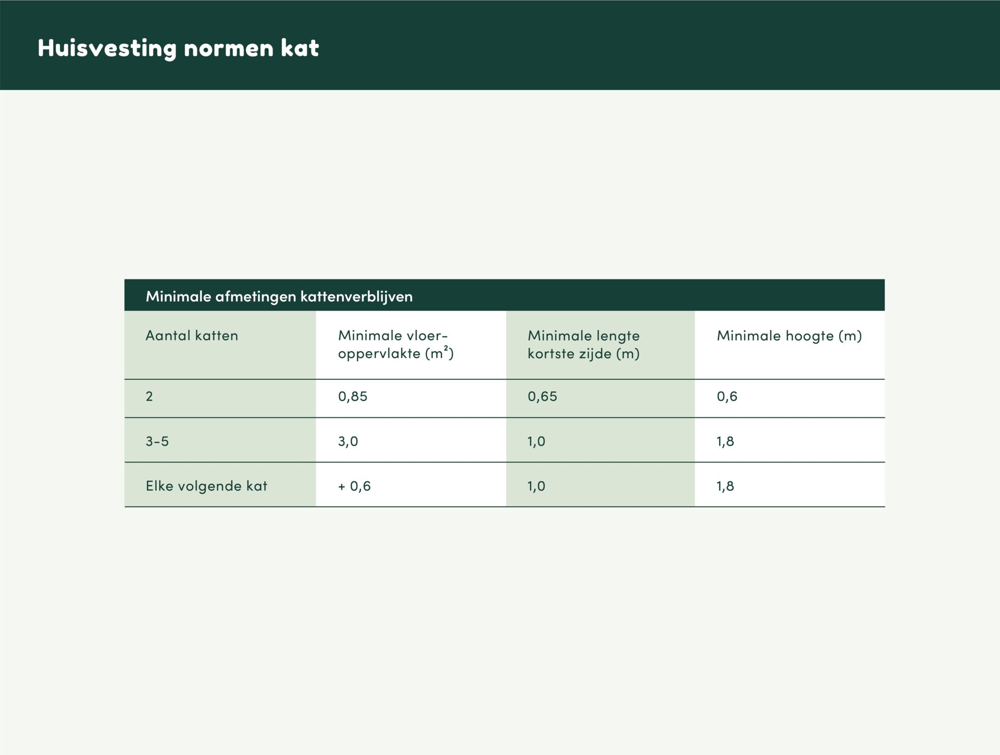 Huisvesting normen kat
Minimale afmetingen kattenverblijven
Aantal katten
Minimale vloer-
oppervlakte (m²)
Minimale lengte
kortste zijde (m)
Minimale hoogte (m)
2
0,85
0,65
0,6
3-5
3,0
1,0
1,8
Elke volgende kat
+ 0,6
1,0
1,8